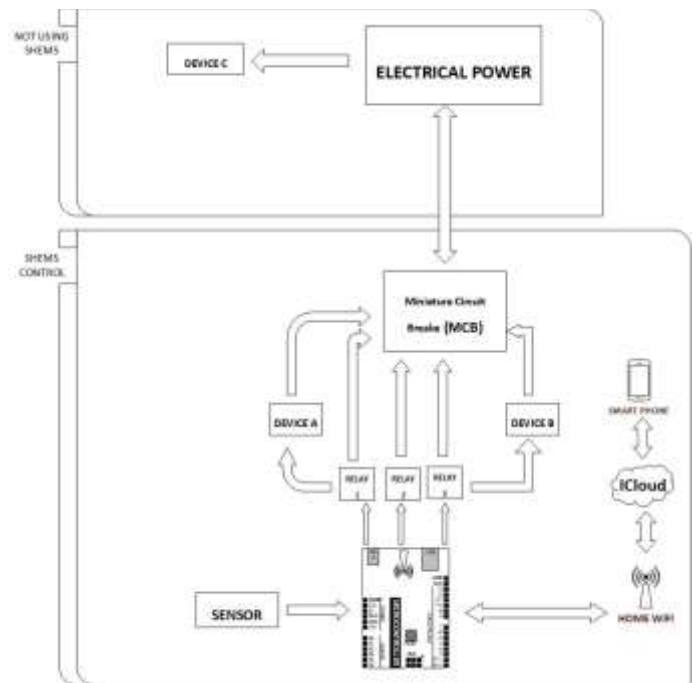 NOT USING
SHEMS
DEVICE C
ELECTRICAL POWER
SHEMS
CONTROL
Miniature Circuit
Breake (MCB)
DEVICE A
DEVICE B
SMART PHONE
RELAY
1
RELAY
2
RELAY
3
ICloud
SENSOR
HOME WIFI